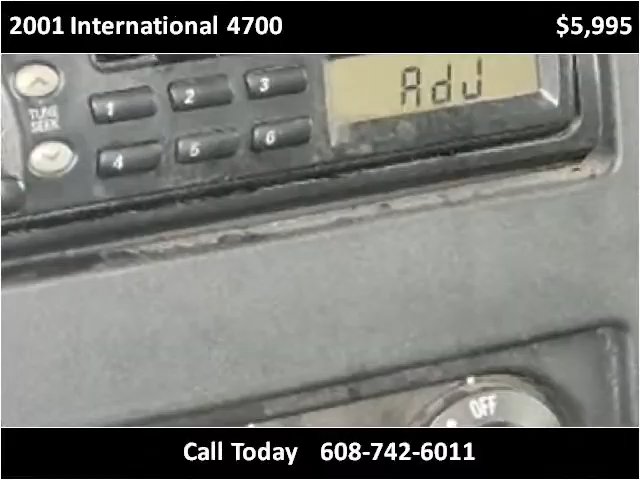 2001 International 4700 $5,995
1 2 3 AdJ
TUNE
SEEK
4 5 6
OFF
Call Today 608-742-6011